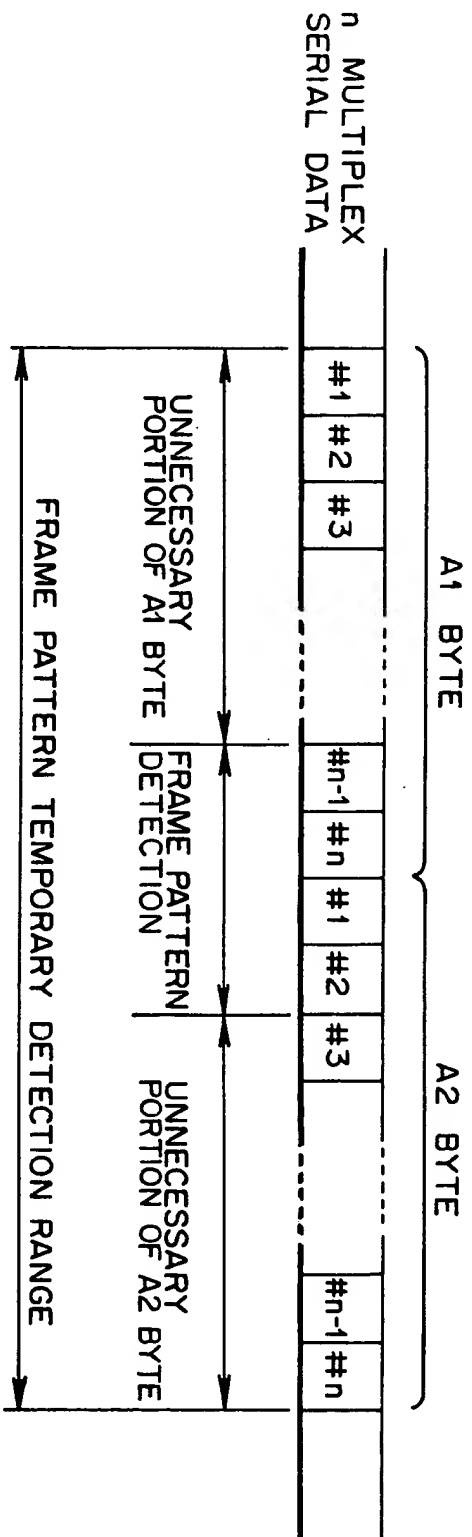 n MULTIPLEX
SERIAL DATA
A1 BYTE
A2 BYTE
#1 #2 #3 #n-1 #n #1 #2 #3 #n-1 #n
UNNECESSARY
PORTION OF A1 BYTE
FRAME PATTERN
DETECTION
UNNECESSARY
PORTION OF A2 BYTE
FRAME PATTERN TEMPORARY DETECTION RANGE